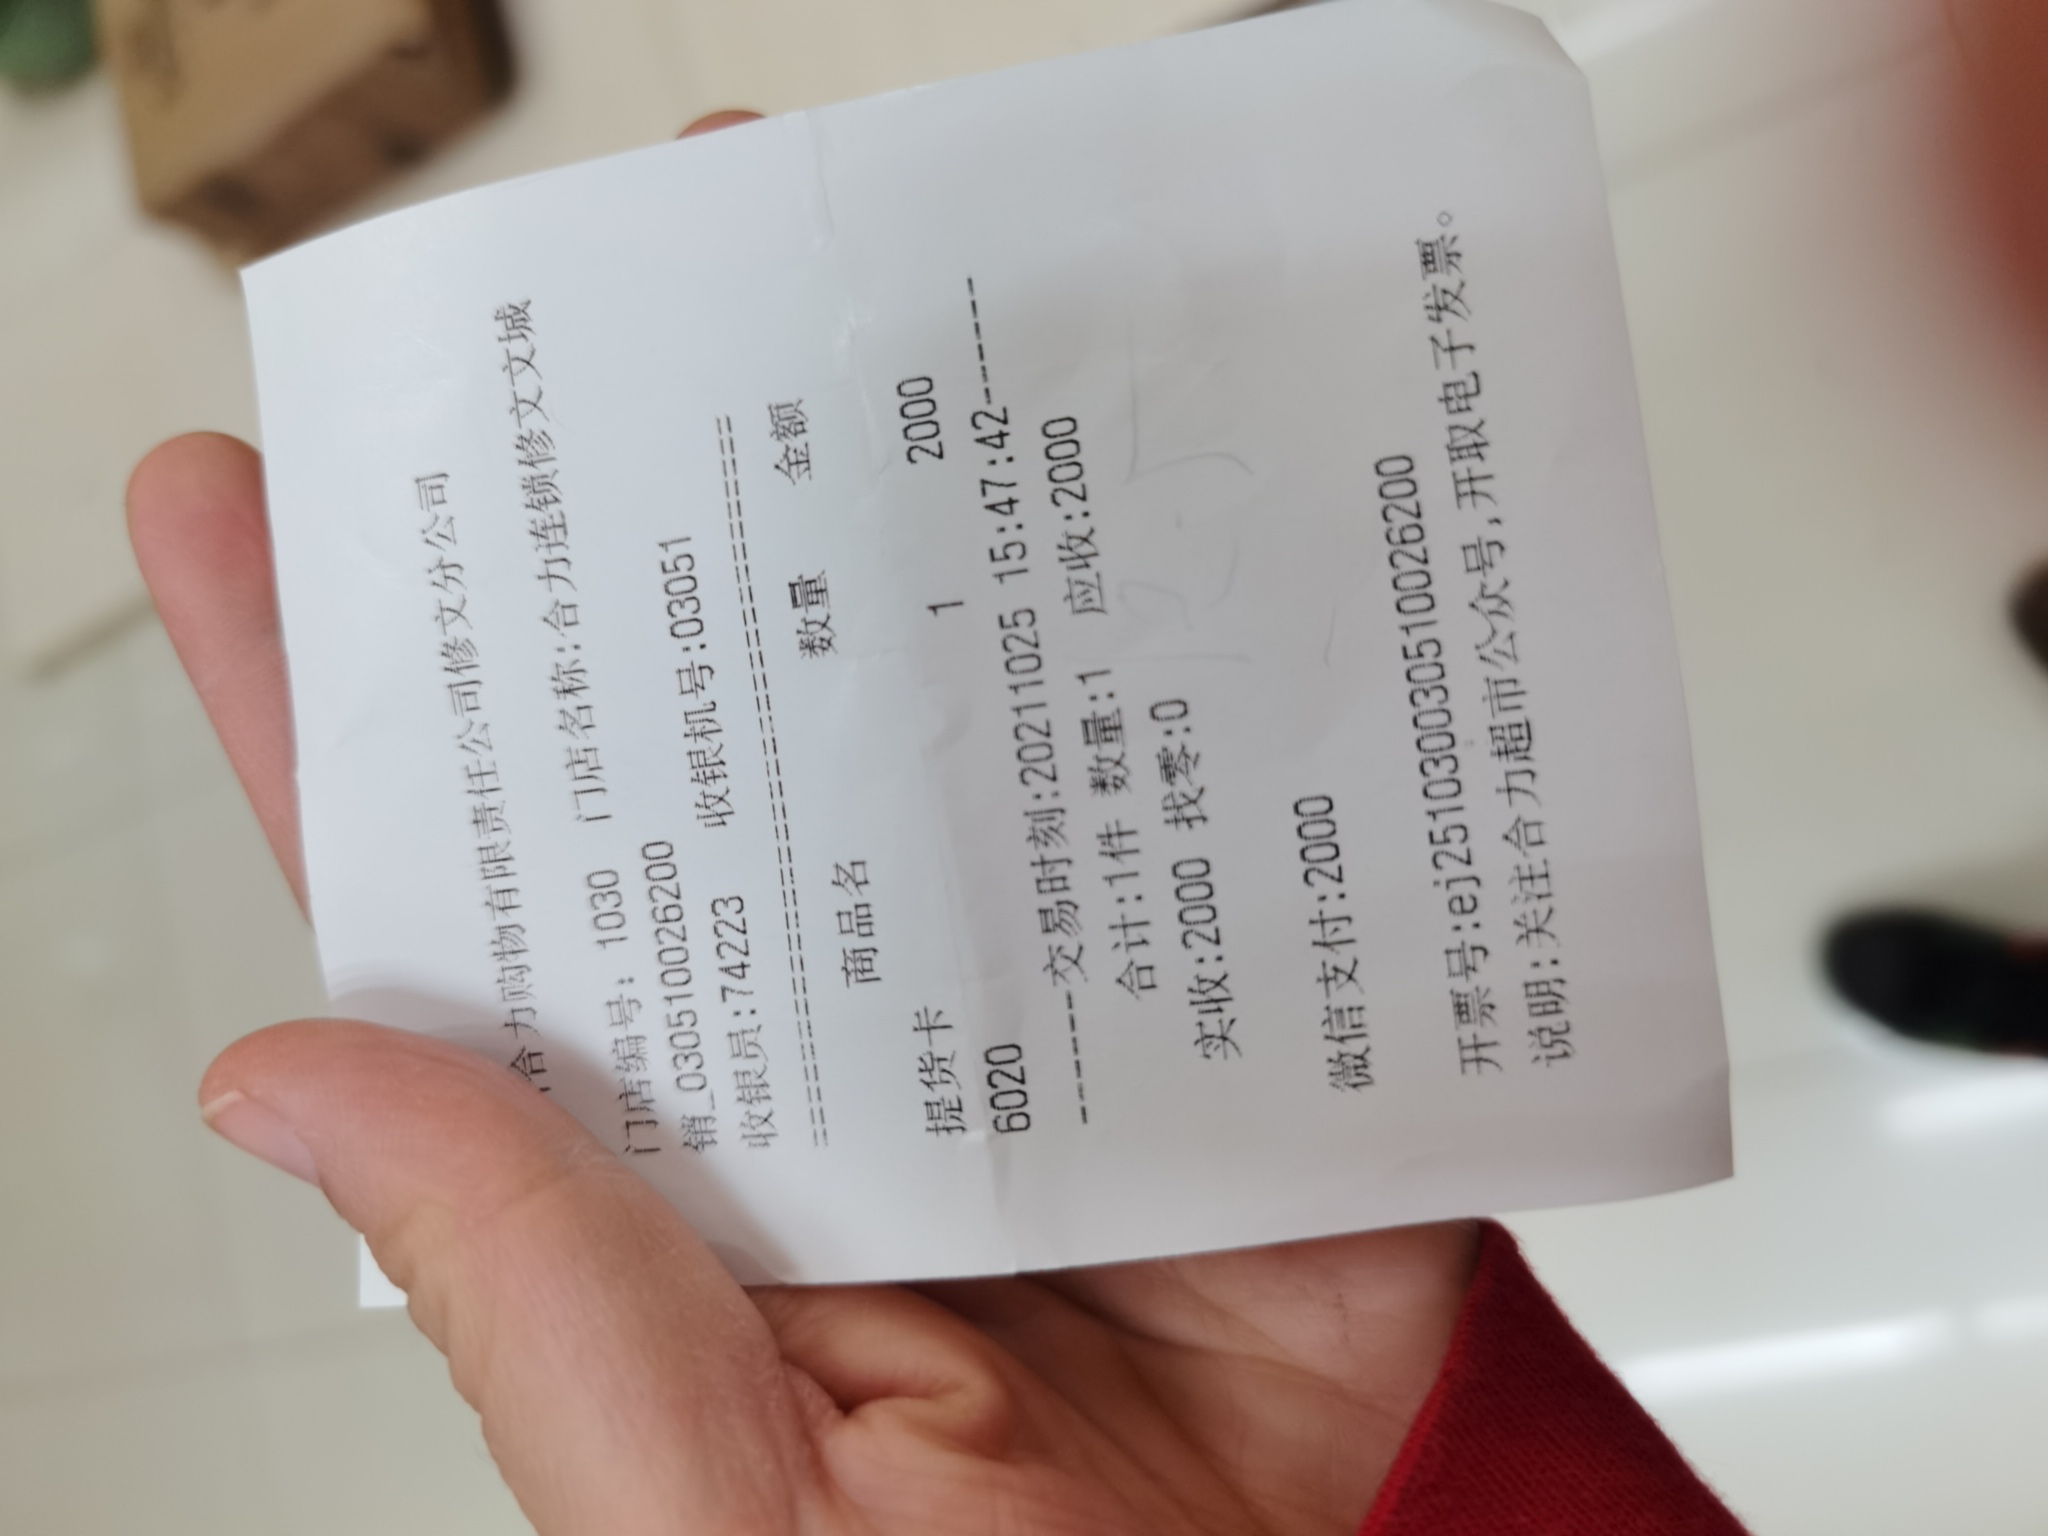 合力购物有限责任公司修文分公司
门店编号: 1030 门店名称:合力连锁修文文城
销_030510026200
收银员:74223 收银机号:03051
==========================================
商品名 数量 金额
提货卡
6020 1 2000
-------交易时刻:20211025 15:47:42-------
合计:1件 数量:1 应收:2000
实收:2000 找零:0
微信支付:2000
开票号:ej25103003051002​6200
说明:关注合力超市公众号,开取电子发票。